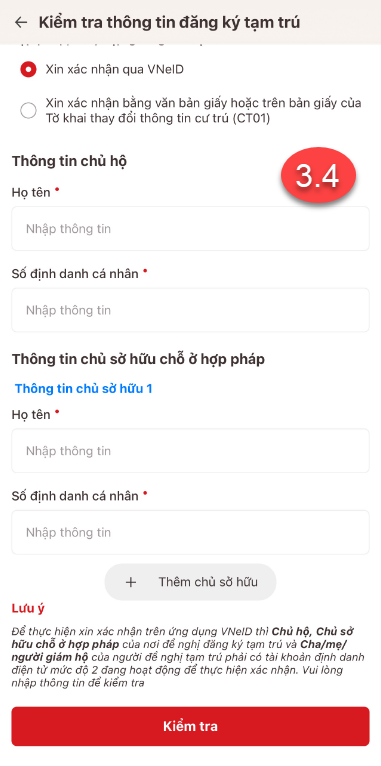 Kiểm tra thông tin đăng ký tạm trú
Xin xác nhận qua VNeID
Xin xác nhận bằng văn bản giấy hoặc trên bản giấy của
Tờ khai thay đổi thông tin cư trú (CT01)
Thông tin chủ hộ
3.4
Họ tên *
Nhập thông tin
Số định danh cá nhân *
Nhập thông tin
Thông tin chủ sở hữu chỗ ở hợp pháp
Thông tin chủ sở hữu 1
Họ tên *
Nhập thông tin
Số định danh cá nhân *
Nhập thông tin
+ Thêm chủ sở hữu
Lưu ý
Để thực hiện xin xác nhận trên ứng dụng VNeID thì Chủ hộ, Chủ sở
hữu chỗ ở hợp pháp của nơi đề nghị đăng ký tạm trú và Cha/mẹ/
người giám hộ của người đề nghị tạm trú phải có tài khoản định danh
điện tử mức độ 2 đang hoạt động để thực hiện xác nhận. Vui lòng
nhập thông tin để kiểm tra
Kiểm tra